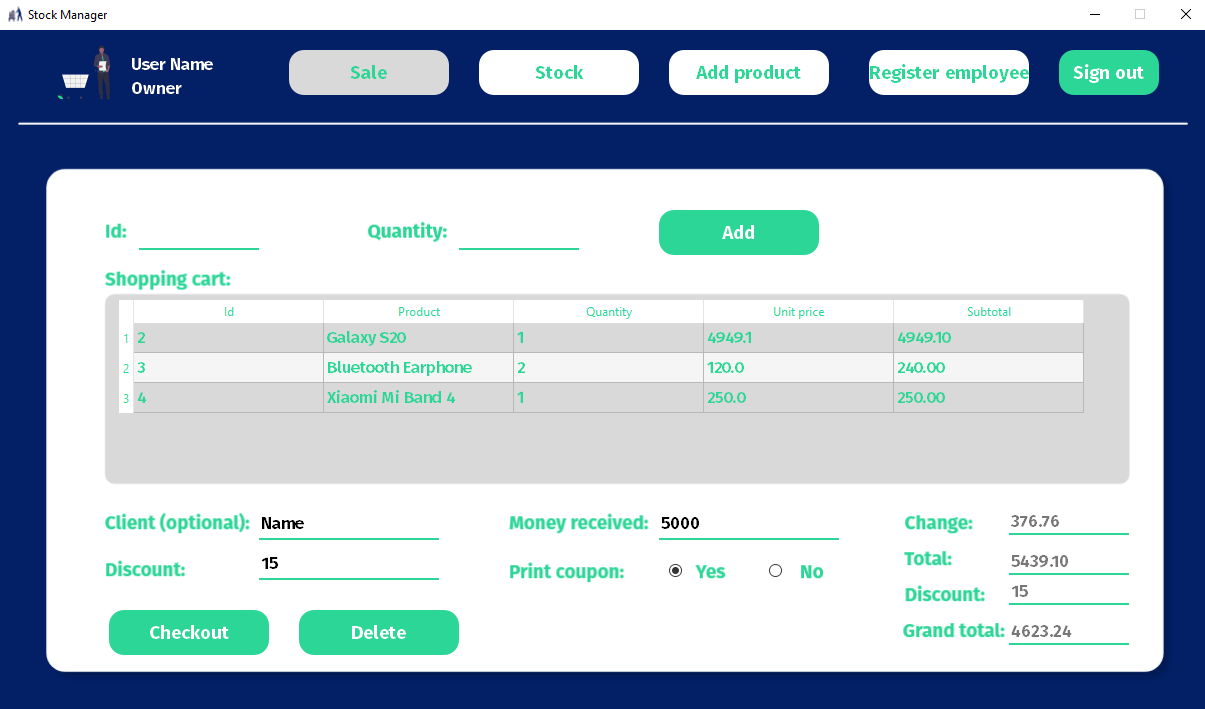 Stock Manager
User Name
Owner
Sale
Stock
Add product
Register employee
Sign out
Id:
Quantity:
Add
Shopping cart:
Id Product Quantity Unit price Subtotal
1 2 Galaxy S20 1 4949.1 4949.10
2 3 Bluetooth Earphone 2 120.0 240.00
3 4 Xiaomi Mi Band 4 1 250.0 250.00
Client (optional): Name
Money received: 5000
Change: 376.76
Discount: 15
Print coupon: Yes No
Total: 5439.10
Discount: 15
Grand total: 4623.24
Checkout
Delete